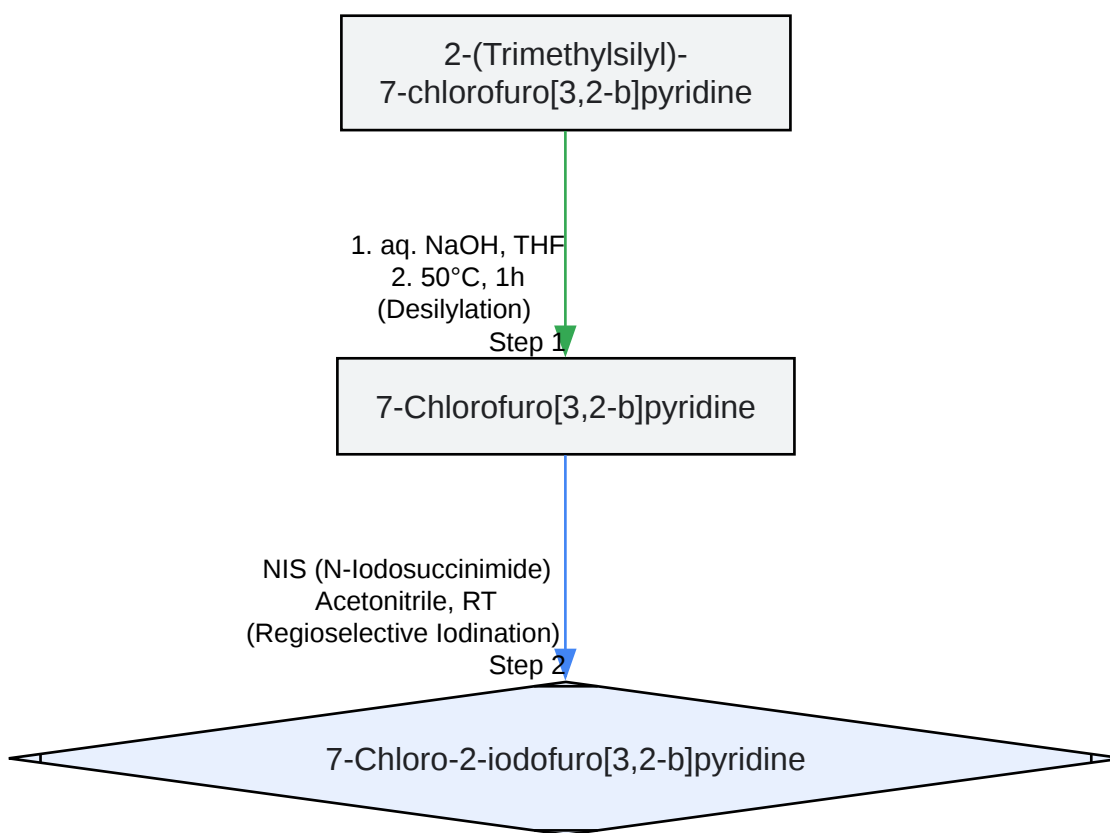 2-(Trimethylsilyl)-
7-chlorofuro[3,2-b]pyridine
1. aq. NaOH, THF
2. 50°C, 1h
(Desilylation)
Step 1
7-Chlorofuro[3,2-b]pyridine
NIS (N-Iodosuccinimide)
Acetonitrile, RT
(Regioselective Iodination)
Step 2
7-Chloro-2-iodofuro[3,2-b]pyridine